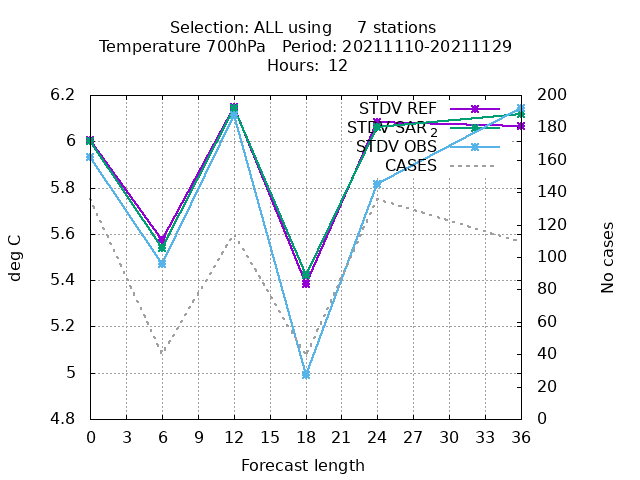 Selection: ALL using     7 stations
Temperature 700hPa   Period: 20211110-20211129
Hours: 12
STDV REF
STDV SAR 2
STDV OBS
CASES
6.2
6
5.8
5.6
5.4
5.2
5
4.8
deg C
200
180
160
140
120
100
80
60
40
20
0
No cases
0 3 6 9 12 15 18 21 24 27 30 33 36
Forecast length